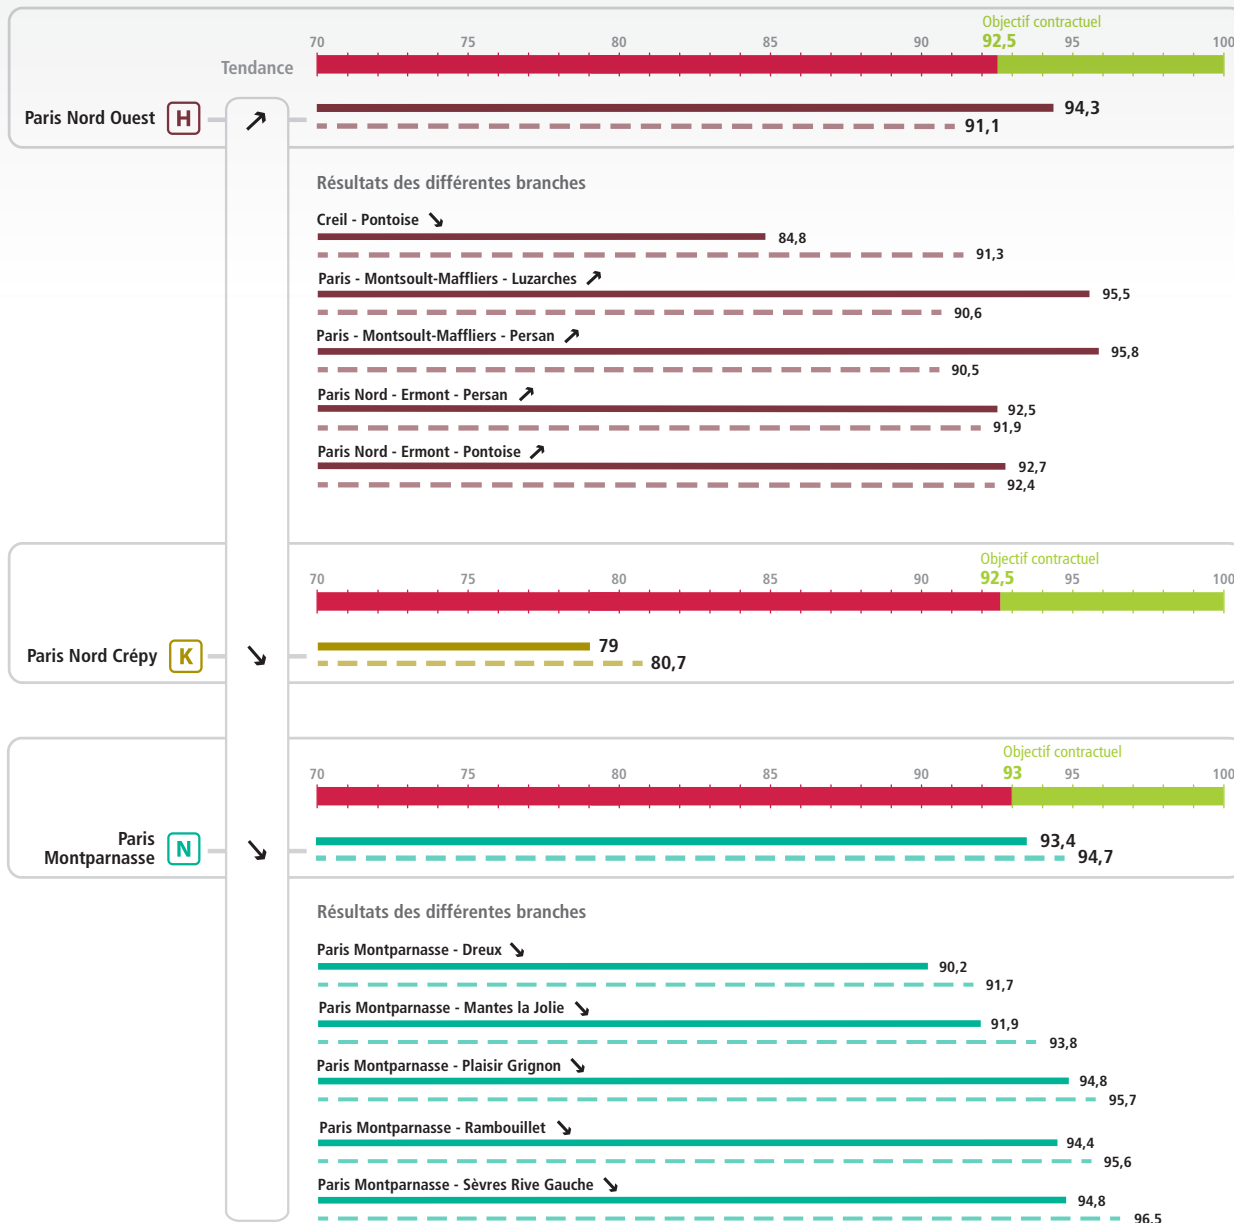 Objectif contractuel
70 75 80 85 90 92,5 95 100
Tendance
Paris Nord Ouest H
94,3
91,1
Résultats des différentes branches
Creil - Pontoise
84,8
91,3
Paris - Montsoult-Maffliers - Luzarches
95,5
90,6
Paris - Montsoult-Maffliers - Persan
95,8
90,5
Paris Nord - Ermont - Persan
92,5
91,9
Paris Nord - Ermont - Pontoise
92,7
92,4
Objectif contractuel
70 75 80 85 90 92,5 95 100
Paris Nord Crépy K
79
80,7
Objectif contractuel
70 75 80 85 90 93 95 100
Paris
Montparnasse N
93,4
94,7
Résultats des différentes branches
Paris Montparnasse - Dreux
90,2
91,7
Paris Montparnasse - Mantes la Jolie
91,9
93,8
Paris Montparnasse - Plaisir Grignon
94,8
95,7
Paris Montparnasse - Rambouillet
94,4
95,6
Paris Montparnasse - Sèvres Rive Gauche
94,8
96,5